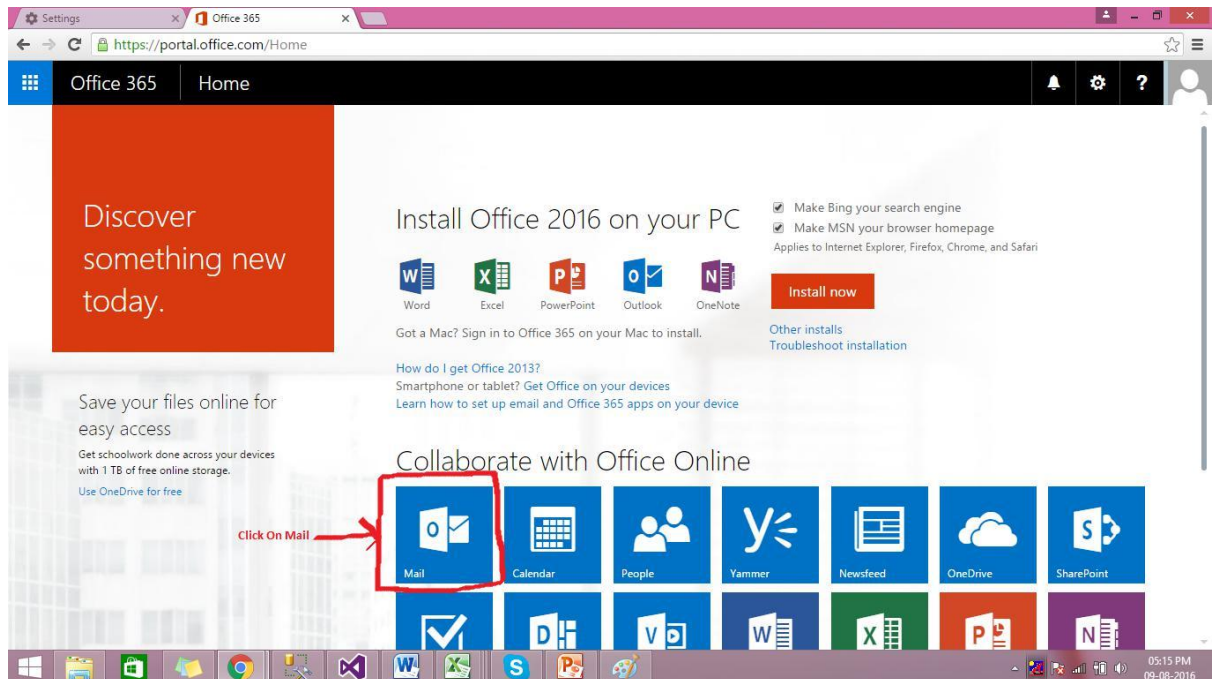 Settings
Office 365
https://portal.office.com/Home
Office 365
Home
?
Discover
something new
today.
Save your files online for
easy access
Get schoolwork done across your devices
with 1 TB of free online storage.
Use OneDrive for free
Install Office 2016 on your PC
Word
Excel
PowerPoint
Outlook
OneNote
Got a Mac? Sign in to Office 365 on your Mac to install.
How do I get Office 2013?
Smartphone or tablet? Get Office on your devices
Learn how to set up email and Office 365 apps on your device
Make Bing your search engine
Make MSN your browser homepage
Applies to Internet Explorer, Firefox, Chrome, and Safari
Install now
Other installs
Troubleshoot installation
Collaborate with Office Online
Click On Mail
Mail
Calendar
People
Yammer
Newsfeed
OneDrive
SharePoint
05:15 PM
09-08-2016